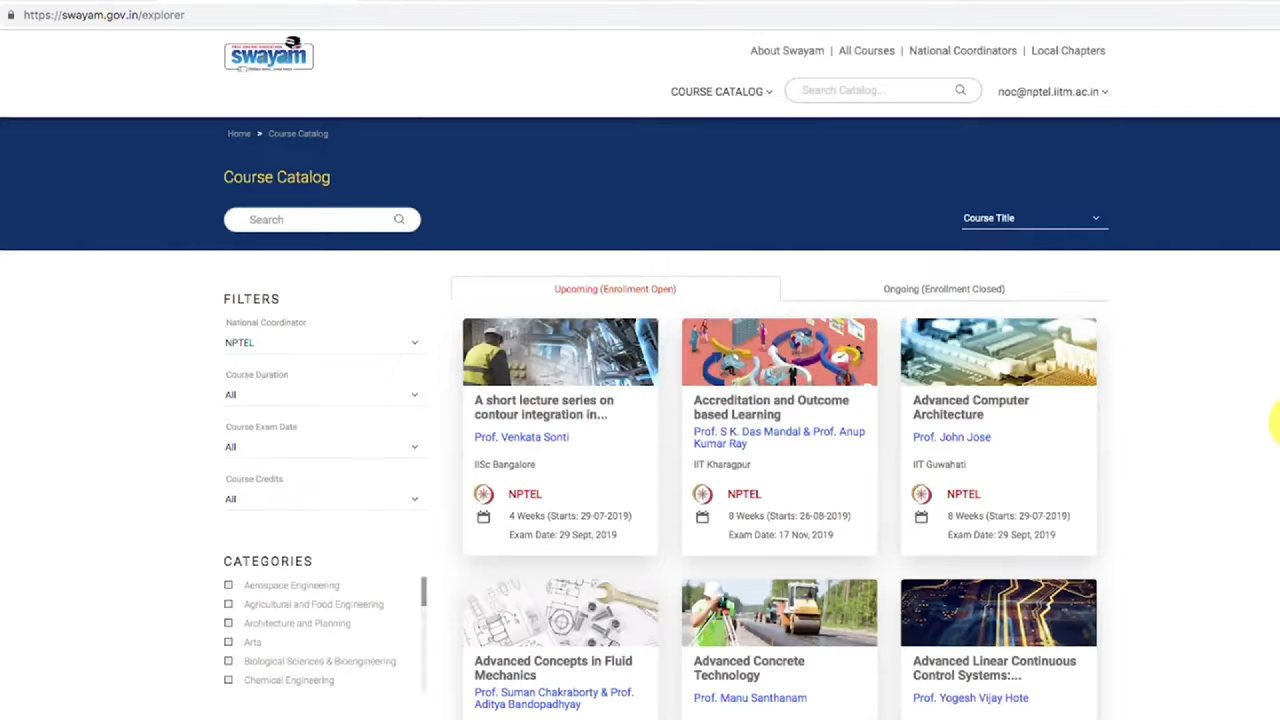 https://swayam.gov.in/explorer
swayam
About Swayam | All Courses | National Coordinators | Local Chapters
COURSE CATALOG
Search Catalog...
noc@nptel.iitm.ac.in
Home > Course Catalog
Course Catalog
Search
Course Title
FILTERS
National Coordinator
NPTEL
Course Duration
All
Course Exam Date
All
Course Credits
All
CATEGORIES
Aerospace Engineering
Agricultural and Food Engineering
Architecture and Planning
Arts
Biological Sciences & Bioengineering
Chemical Engineering
Upcoming (Enrollment Open)
Ongoing (Enrollment Closed)
A short lecture series on
contour integration in...
Prof. Venkata Sonti
IISc Bangalore
NPTEL
4 Weeks (Starts: 29-07-2019)
Exam Date: 29 Sept, 2019
Accreditation and Outcome
based Learning
Prof. S K. Das Mandal & Prof. Anup
Kumar Ray
IIT Kharagpur
NPTEL
8 Weeks (Starts: 26-08-2019)
Exam Date: 17 Nov, 2019
Advanced Computer
Architecture
Prof. John Jose
IIT Guwahati
NPTEL
8 Weeks (Starts: 29-07-2019)
Exam Date: 29 Sept, 2019
Advanced Concepts in Fluid
Mechanics
Prof. Suman Chakraborty & Prof.
Aditya Bandopadhyay
Advanced Concrete
Technology
Prof. Manu Santhanam
Advanced Linear Continuous
Control Systems:...
Prof. Yogesh Vijay Hote